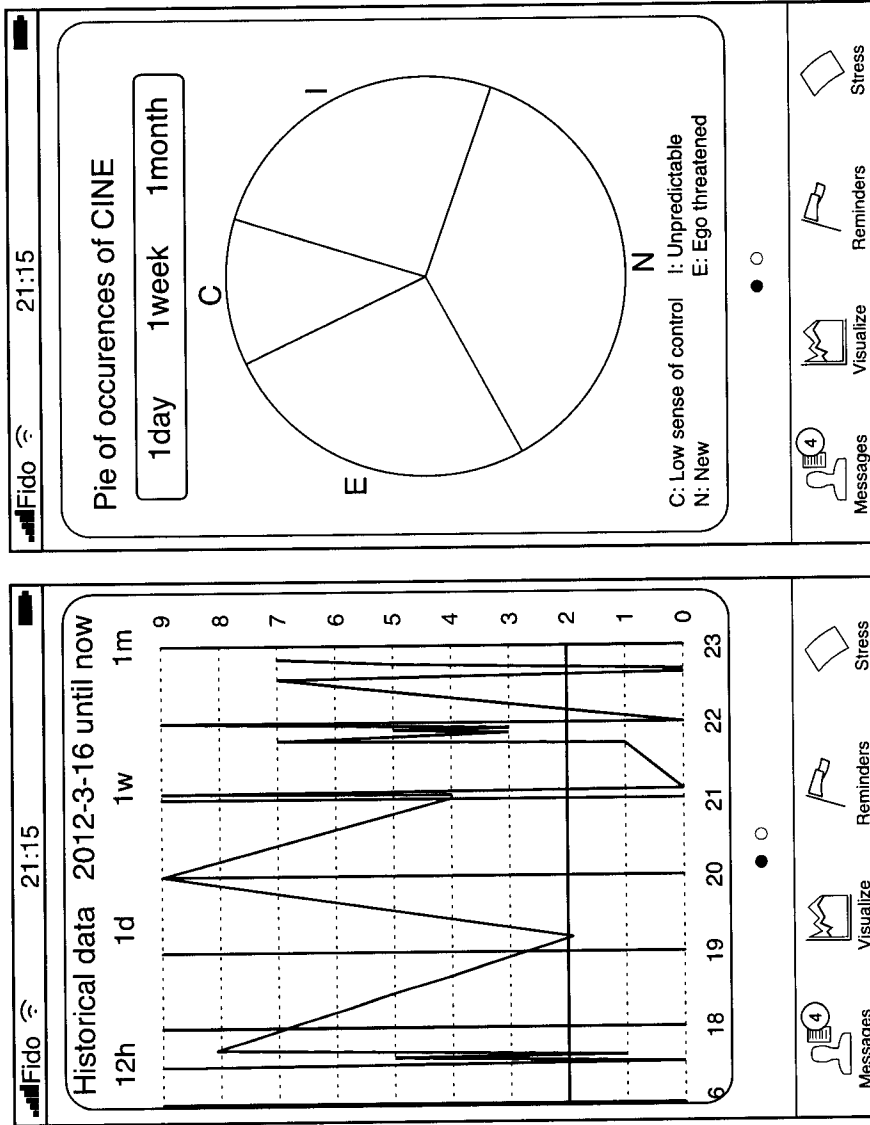 Fido 21:15
Historical data 2012-3-16 until now
12h 1d 1w 1m
9
8
7
6
5
4
3
2
1
0
6 18 19 20 21 22 23
4
Messages Visualize Reminders Stress
Fido 21:15
Pie of occurences of CINE
1day 1week 1month
C
I
E
N
C: Low sense of control I: Unpredictable
N: New E: Ego threatened
4
Messages Visualize Reminders Stress